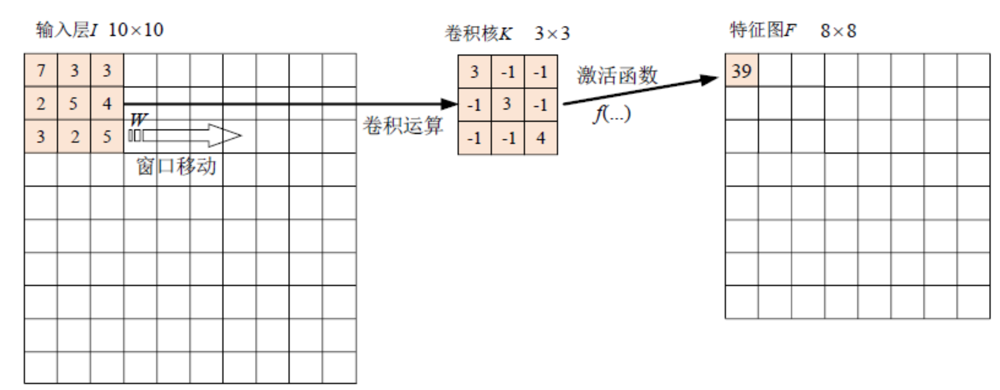 输入层I 10×10
7 3 3
2 5 4
3 2 5
W
窗口移动
卷积运算
卷积核K 3×3
3 -1 -1
-1 3 -1
-1 -1 4
激活函数
f(...)
特征图F 8×8
39